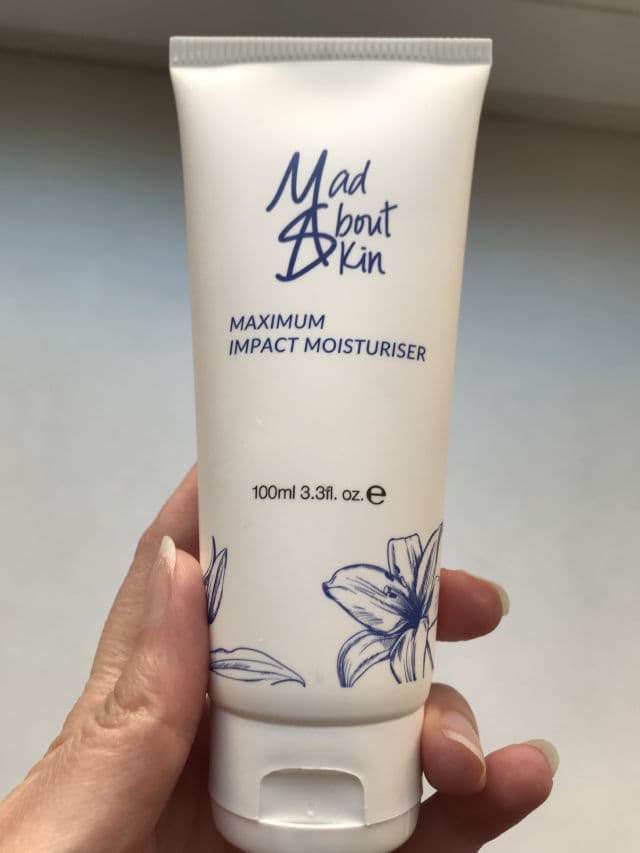 Mad
About
Skin
MAXIMUM
IMPACT MOISTURISER
100ml 3.3fl. oz. ℮